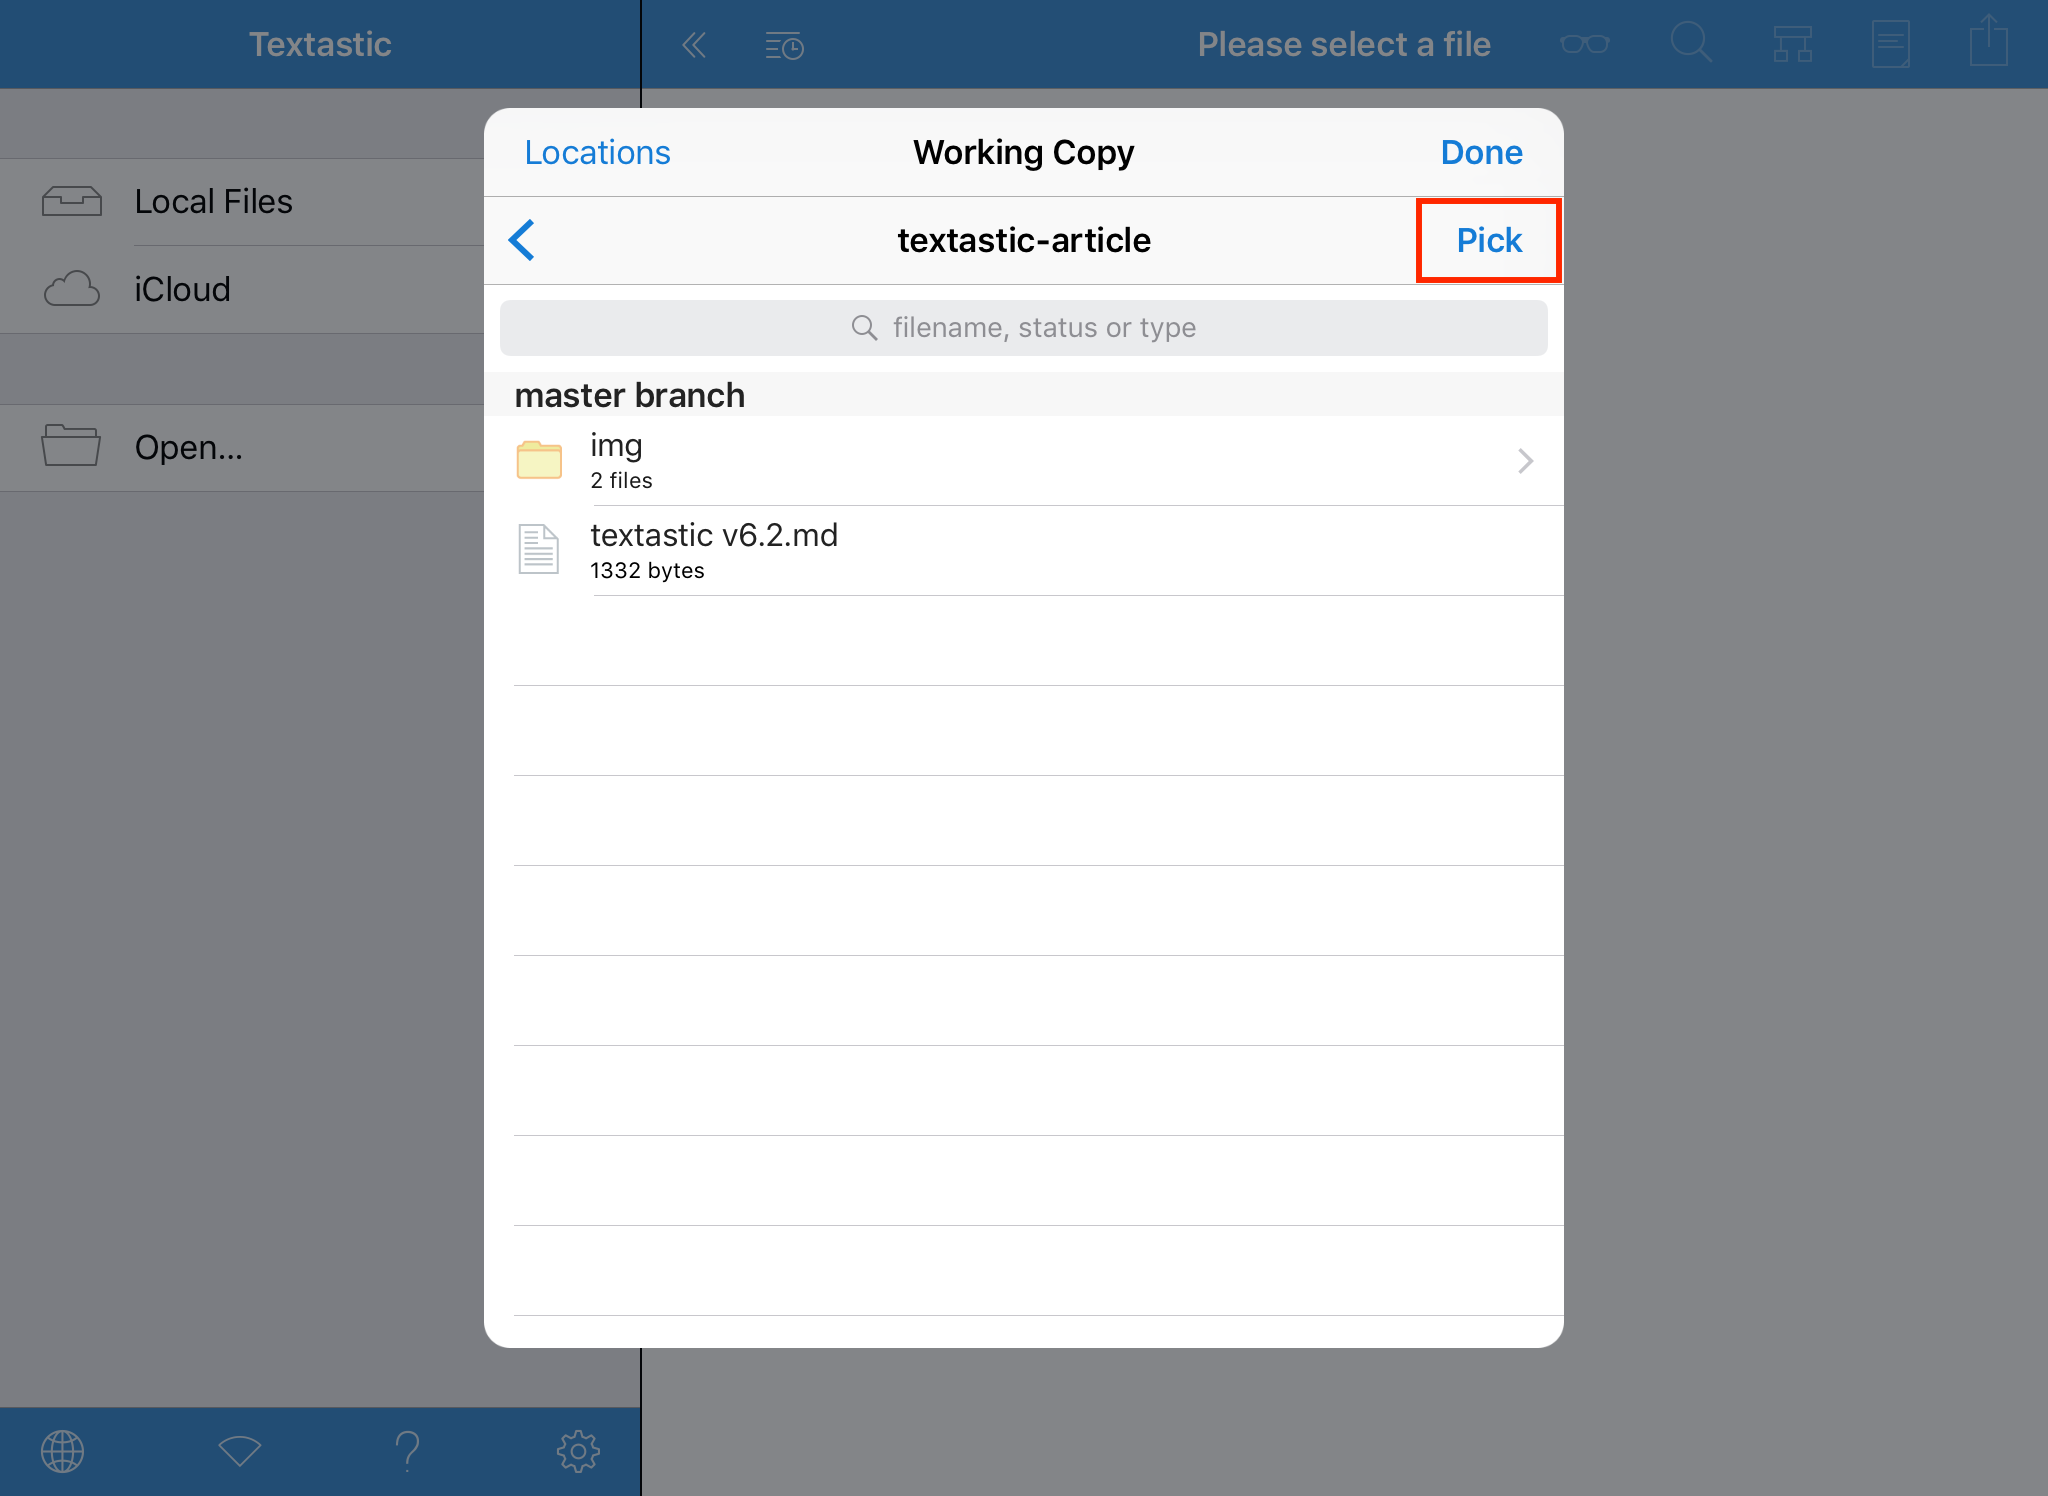 Textastic
Please select a file
Local Files
iCloud
Open...
Locations
Working Copy
Done
textastic-article
Pick
filename, status or type
master branch
img
2 files
textastic v6.2.md
1332 bytes